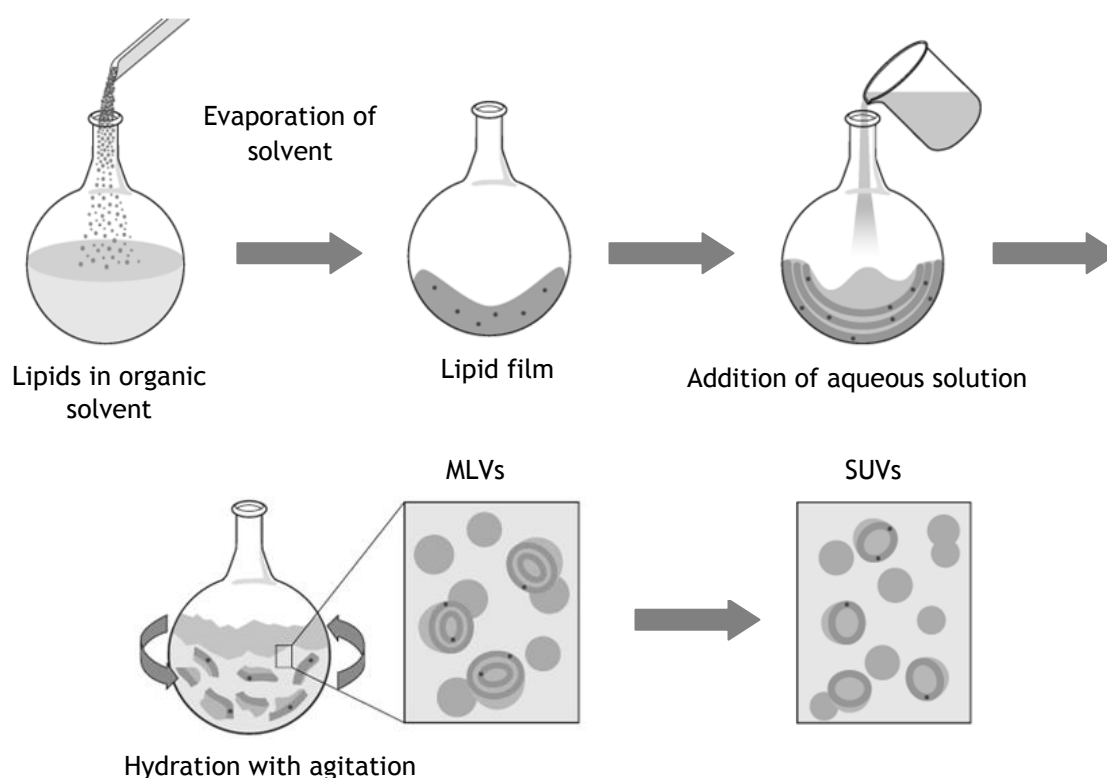 Evaporation of
solvent
Lipids in organic
solvent
Lipid film
Addition of aqueous solution
MLVs
SUVs
Hydration with agitation